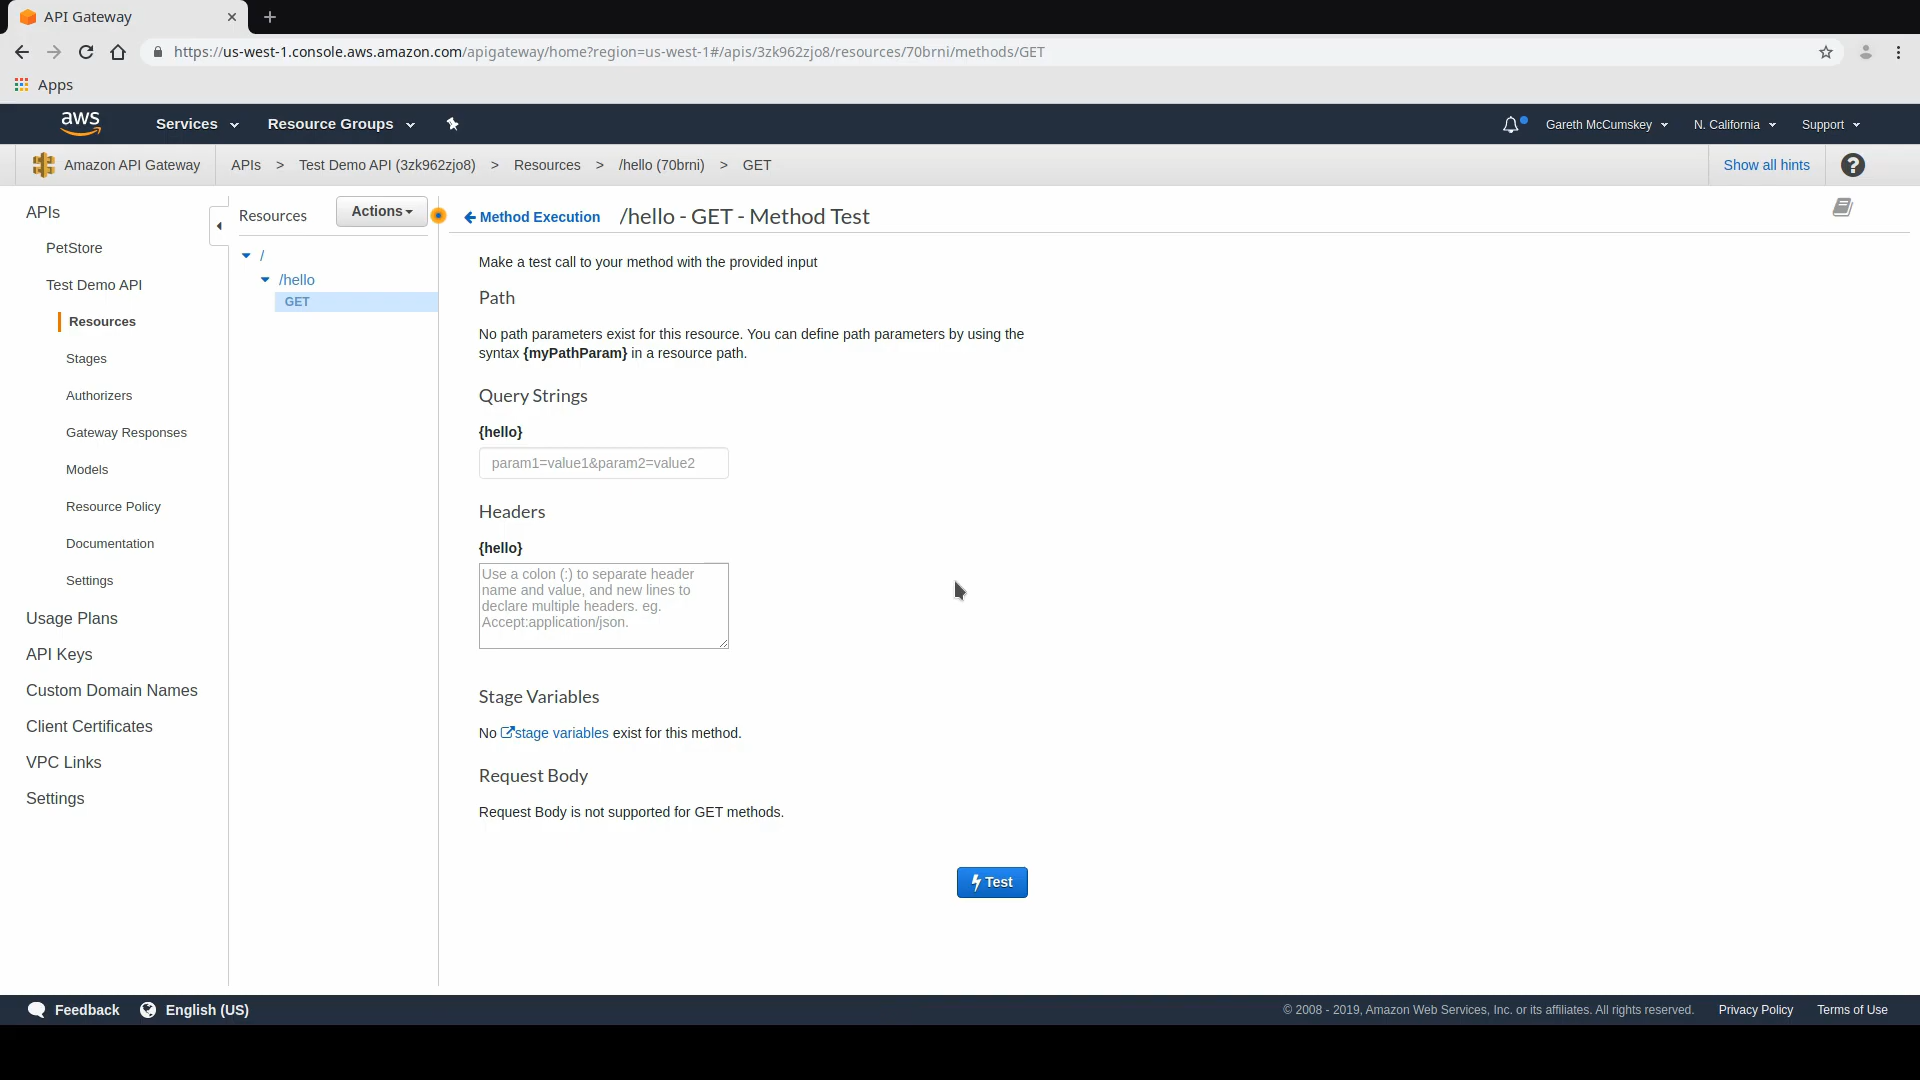 API Gateway
https://us-west-1.console.aws.amazon.com/apigateway/home?region=us-west-1#/apis/3zk962zjo8/resources/70brni/methods/GET
Apps
aws
Services
Resource Groups
Gareth McCumskey
N. California
Support
Amazon API Gateway
APIs > Test Demo API (3zk962zjo8) > Resources > /hello (70brni) > GET
Show all hints
?
APIs
PetStore
Test Demo API
Resources
Stages
Authorizers
Gateway Responses
Models
Resource Policy
Documentation
Settings
Usage Plans
API Keys
Custom Domain Names
Client Certificates
VPC Links
Settings
Resources
Actions
/
/hello
GET
Method Execution
/hello - GET - Method Test
Make a test call to your method with the provided input
Path
No path parameters exist for this resource. You can define path parameters by using the
syntax {myPathParam} in a resource path.
Query Strings
{hello}
param1=value1&param2=value2
Headers
{hello}
Use a colon (:) to separate header
name and value, and new lines to
declare multiple headers. eg.
Accept:application/json.
Stage Variables
No stage variables exist for this method.
Request Body
Request Body is not supported for GET methods.
Test
Feedback
English (US)
© 2008 - 2019, Amazon Web Services, Inc. or its affiliates. All rights reserved.
Privacy Policy
Terms of Use